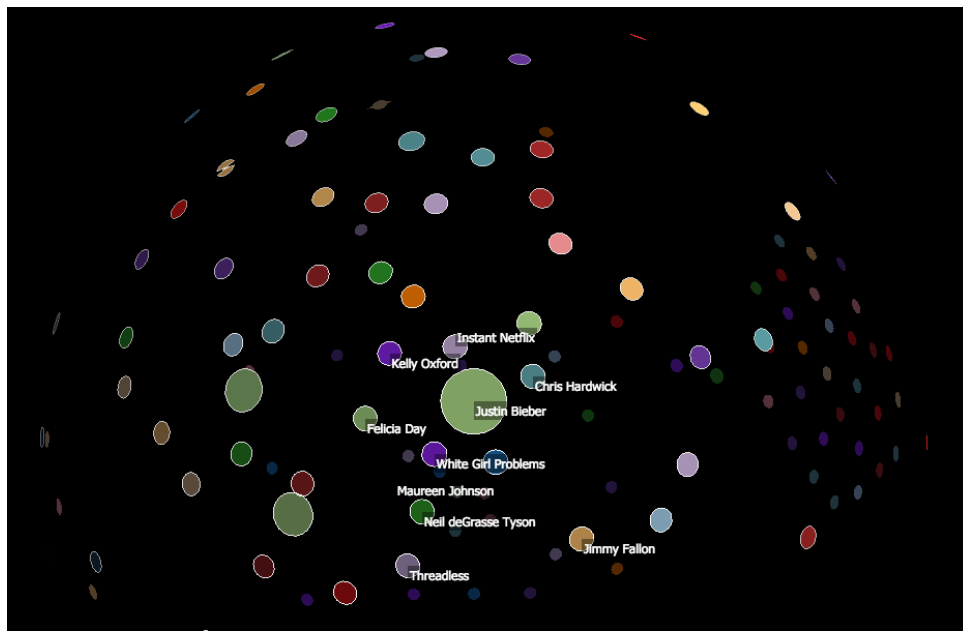 Instant Netflix
Kelly Oxford
Chris Hardwick
Justin Bieber
Felicia Day
White Girl Problems
Maureen Johnson
Neil deGrasse Tyson
Jimmy Fallon
Threadless